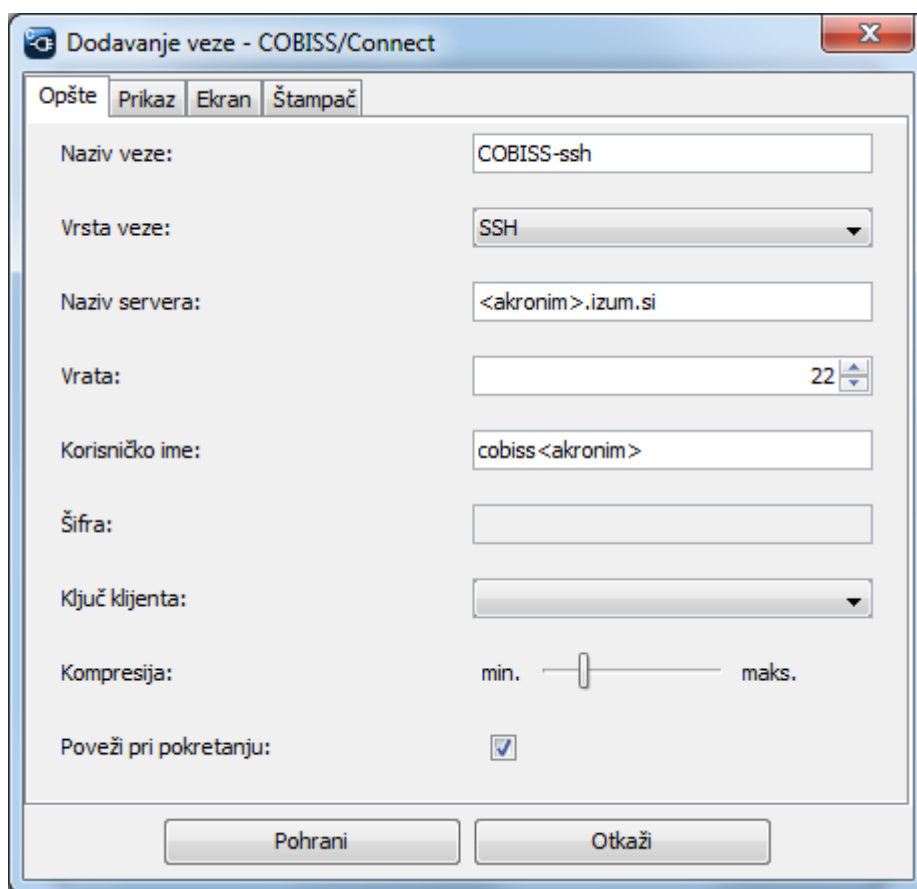 Dodavanje veze - COBISS/Connect
Opšte Prikaz Ekran Štampač
Naziv veze: COBISS-ssh
Vrsta veze: SSH
Naziv servera: <akronim>.izum.si
Vrata: 22
Korisničko ime: cobiss<akronim>
Šifra:
Ključ klijenta:
Kompresija: min. maks.
Poveži pri pokretanju:
Pohrani Otkaži